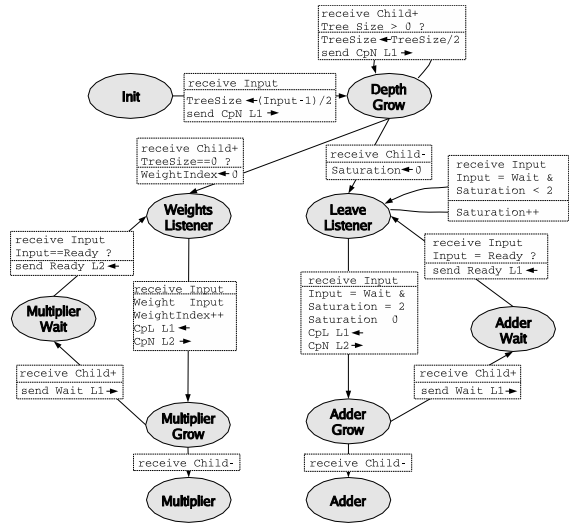 receive Child+
Tree Size > 0 ?
TreeSize ◄TreeSize/2
send CpN L1 ►
receive Input
TreeSize ◄(Input-1)/2
send CpN L1 ►
Init
Depth
Grow
receive Child+
TreeSize==0 ?
WeightIndex◄ 0
receive Child-
Saturation◄ 0
receive Input
Input = Wait &
Saturation < 2
Saturation++
Weights
Listener
Leave
Listener
receive Input
Input==Ready ?
send Ready L2 ◄
receive Input
Input = Ready ?
send Ready L1 ◄
receive Input
Weight Input
WeightIndex++
CpL L1 ◄
CpN L2 ►
receive Input
Input = Wait &
Saturation = 2
Saturation 0
CpL L1 ◄
CpN L2 ►
Multiplier
Wait
Adder
Wait
receive Child+
send Wait L1 ►
receive Child+
send Wait L1 ►
Multiplier
Grow
Adder
Grow
receive Child-
receive Child-
Multiplier
Adder